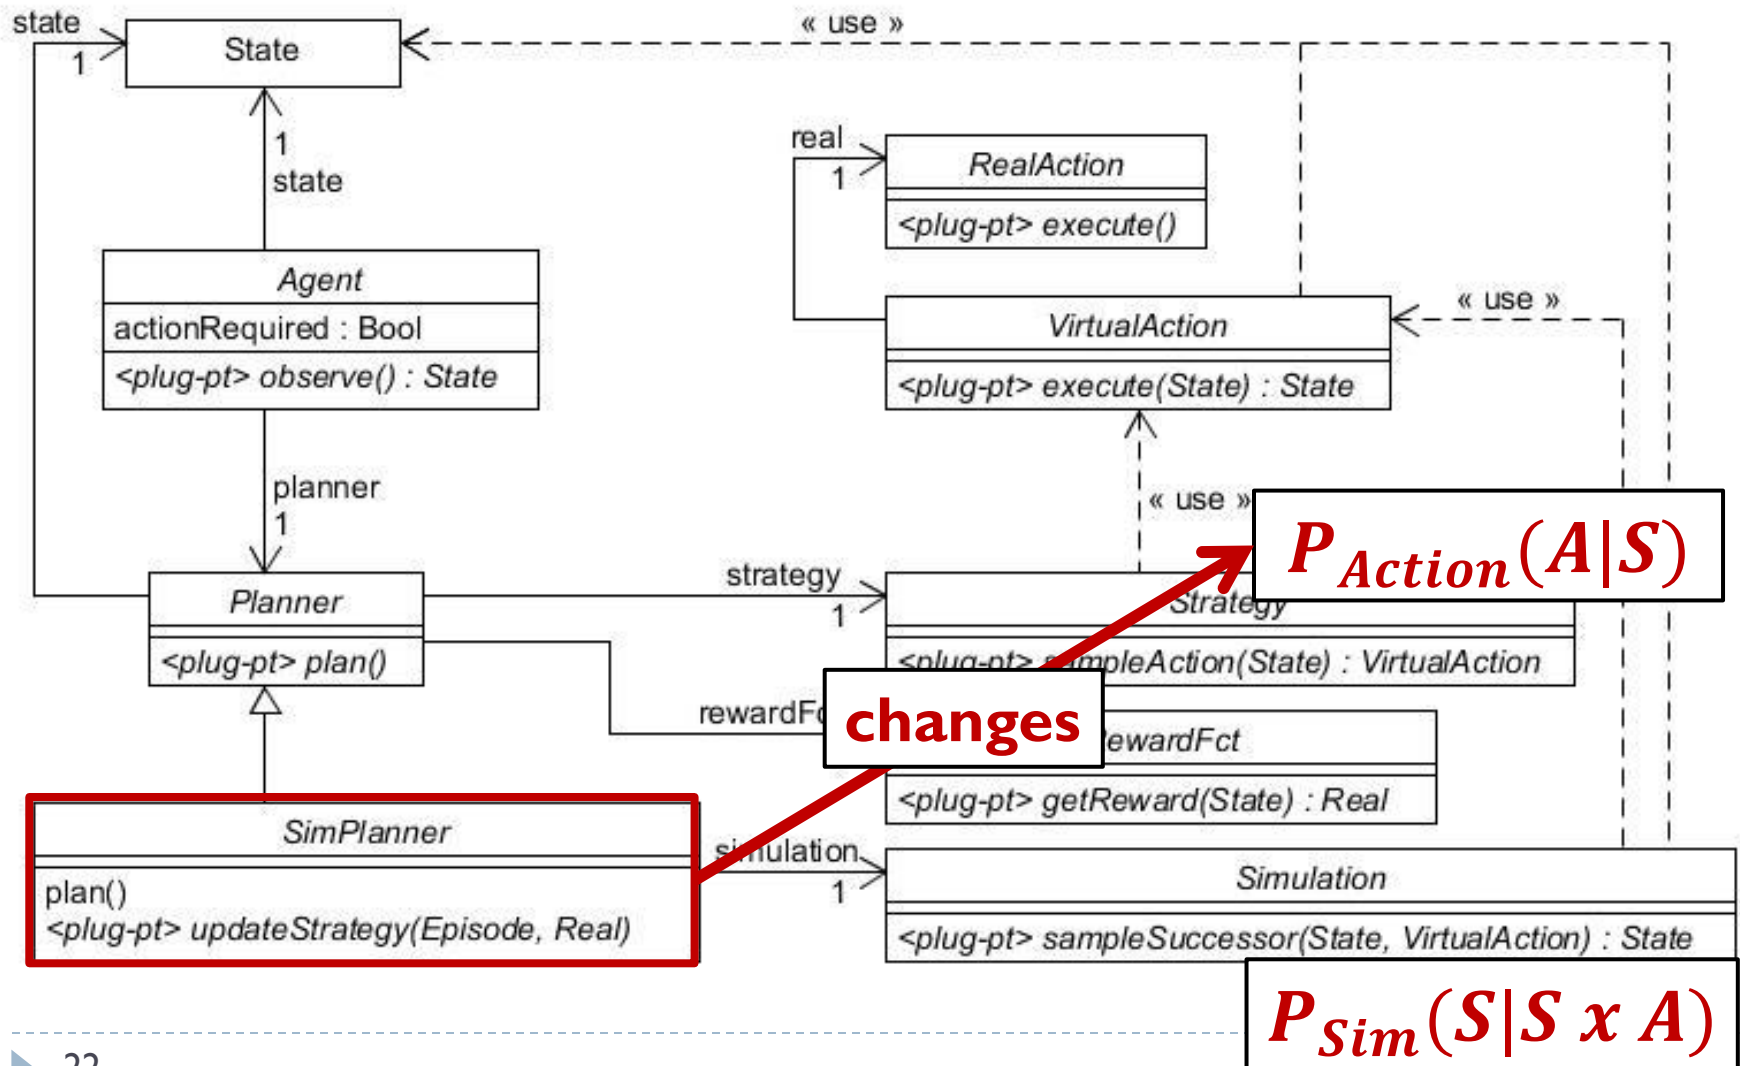 state
1
State
« use »
1
state
real
1
RealAction
<plug-pt> execute()
Agent
actionRequired : Bool
<plug-pt> observe() : State
VirtualAction
<plug-pt> execute(State) : State
« use »
planner
1
« use »
P_Action(A|S)
Planner
<plug-pt> plan()
strategy
1
Strategy
<plug-pt> sampleAction(State) : VirtualAction
changes
<plug-pt> getReward(State) : Real
SimPlanner
plan()
<plug-pt> updateStrategy(Episode, Real)
simulation
1
Simulation
<plug-pt> sampleSuccessor(State, VirtualAction) : State
P_Sim(S|S x A)